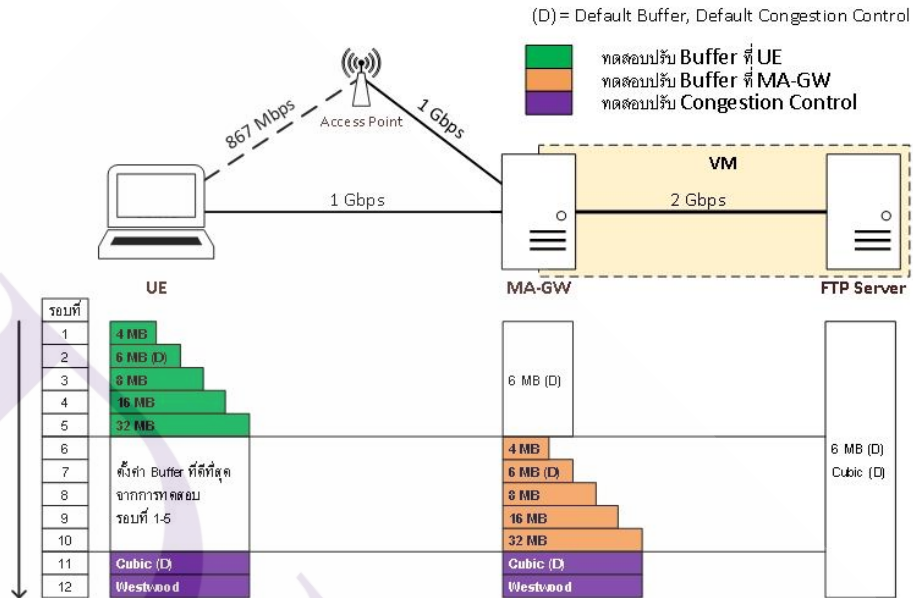 (D) = Default Buffer, Default Congestion Control
ทดสอบปรับ Buffer ที่ UE
ทดสอบปรับ Buffer ที่ MA-GW
ทดสอบปรับ Congestion Control
867 Mbps
Access Point
1 Gbps
VM
1 Gbps
2 Gbps
UE
MA-GW
FTP Server
รอบที่
1
4 MB
2
6 MB (D)
3
8 MB
6 MB (D)
4
16 MB
5
32 MB
6
4 MB
6 MB (D)
7
ตั้งค่า Buffer ที่ดีที่สุด
6 MB (D)
Cubic (D)
8
จากการทดสอบ
8 MB
9
รอบที่ 1-5
16 MB
10
32 MB
11
Cubic (D)
Cubic (D)
12
Westwood
Westwood